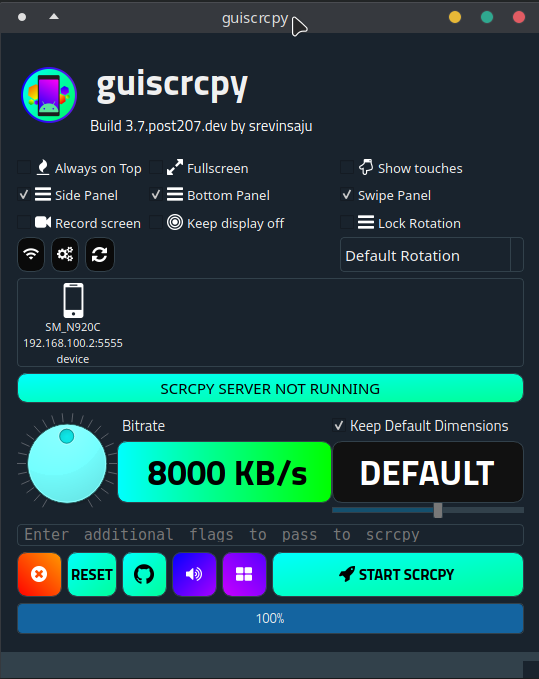 guiscrcpy
guiscrcpy
Build 3.7.post207.dev by srevinsaju
Always on Top Fullscreen Show touches
Side Panel Bottom Panel Swipe Panel
Record screen Keep display off Lock Rotation
Default Rotation
SM_N920C
192.168.100.2:5555
device
SCRCPY SERVER NOT RUNNING
Bitrate Keep Default Dimensions
8000 KB/s DEFAULT
Enter additional flags to pass to scrcpy
RESET START SCRCPY
100%